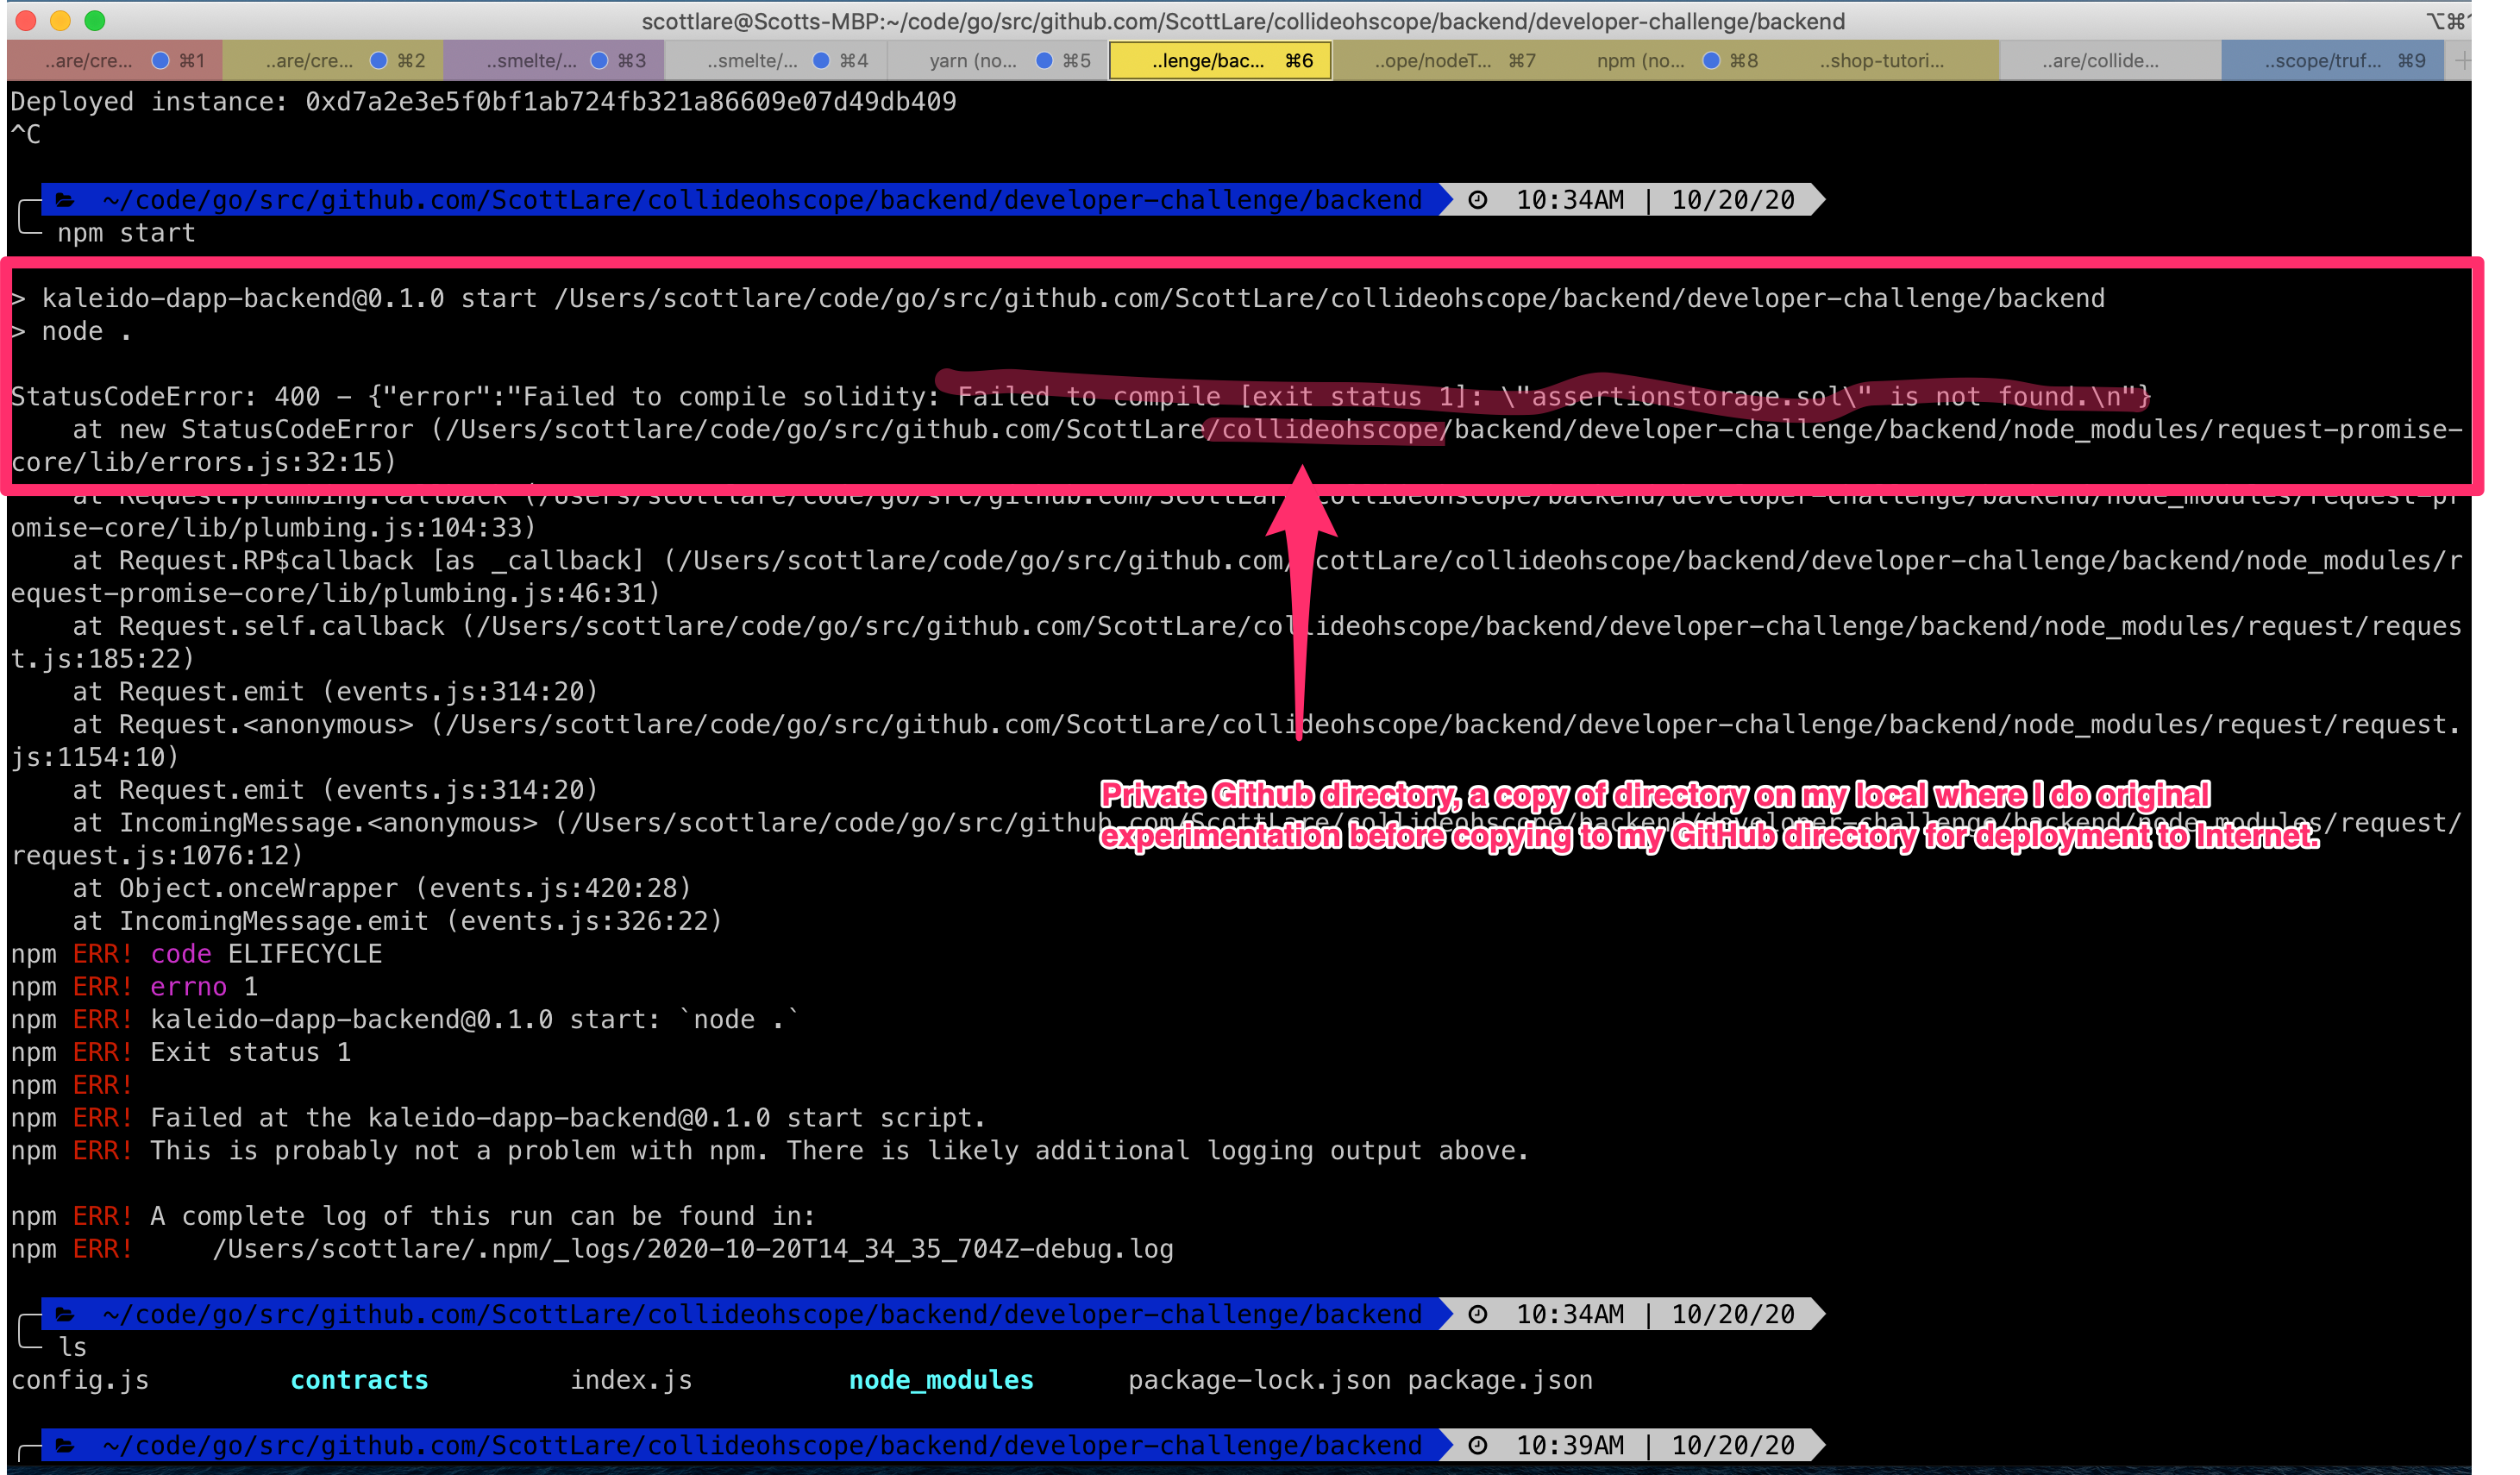 scottlare@Scotts-MBP:~/code/go/src/github.com/ScottLare/collideohscope/backend/developer-challenge/backend
..are/cre... ⌘1 ..are/cre... ⌘2 ..smelte/... ⌘3 ..smelte/... ⌘4 yarn (no... ⌘5 ..lenge/bac... ⌘6 ..ope/nodeT... ⌘7 npm (no... ⌘8 ..shop-tutori... ..are/collide... ..scope/truf... ⌘9
Deployed instance: 0xd7a2e3e5f0bf1ab724fb321a86609e07d49db409
^C
~/code/go/src/github.com/ScottLare/collideohscope/backend/developer-challenge/backend 10:34AM | 10/20/20
npm start
> kaleido-dapp-backend@0.1.0 start /Users/scottlare/code/go/src/github.com/ScottLare/collideohscope/backend/developer-challenge/backend
> node .
StatusCodeError: 400 - {"error":"Failed to compile solidity: Failed to compile [exit status 1]: \"assertionstorage.sol\" is not found.\n"}
at new StatusCodeError (/Users/scottlare/code/go/src/github.com/ScottLare/collideohscope/backend/developer-challenge/backend/node_modules/request-promise-
core/lib/errors.js:32:15)
at Request.plumbing.callback (/Users/scottlare/code/go/src/github.com/ScottLare/collideohscope/backend/developer-challenge/backend/node_modules/request-pr
omise-core/lib/plumbing.js:104:33)
at Request.RP$callback [as _callback] (/Users/scottlare/code/go/src/github.com/ScottLare/collideohscope/backend/developer-challenge/backend/node_modules/r
equest-promise-core/lib/plumbing.js:46:31)
at Request.self.callback (/Users/scottlare/code/go/src/github.com/ScottLare/collideohscope/backend/developer-challenge/backend/node_modules/request/reques
t.js:185:22)
at Request.emit (events.js:314:20)
at Request.<anonymous> (/Users/scottlare/code/go/src/github.com/ScottLare/collideohscope/backend/developer-challenge/backend/node_modules/request/request.
js:1154:10)
at Request.emit (events.js:314:20)
Private Github directory, a copy of directory on my local where I do original
at IncomingMessage.<anonymous> (/Users/scottlare/code/go/src/github.com/ScottLare/collideohscope/backend/developer-challenge/backend/node_modules/request/
experimentation before copying to my GitHub directory for deployment to Internet.
request.js:1076:12)
at Object.onceWrapper (events.js:420:28)
at IncomingMessage.emit (events.js:326:22)
npm ERR! code ELIFECYCLE
npm ERR! errno 1
npm ERR! kaleido-dapp-backend@0.1.0 start: `node .`
npm ERR! Exit status 1
npm ERR!
npm ERR! Failed at the kaleido-dapp-backend@0.1.0 start script.
npm ERR! This is probably not a problem with npm. There is likely additional logging output above.
npm ERR! A complete log of this run can be found in:
npm ERR! /Users/scottlare/.npm/_logs/2020-10-20T14_34_35_704Z-debug.log
~/code/go/src/github.com/ScottLare/collideohscope/backend/developer-challenge/backend 10:34AM | 10/20/20
ls
config.js contracts index.js node_modules package-lock.json package.json
~/code/go/src/github.com/ScottLare/collideohscope/backend/developer-challenge/backend 10:39AM | 10/20/20